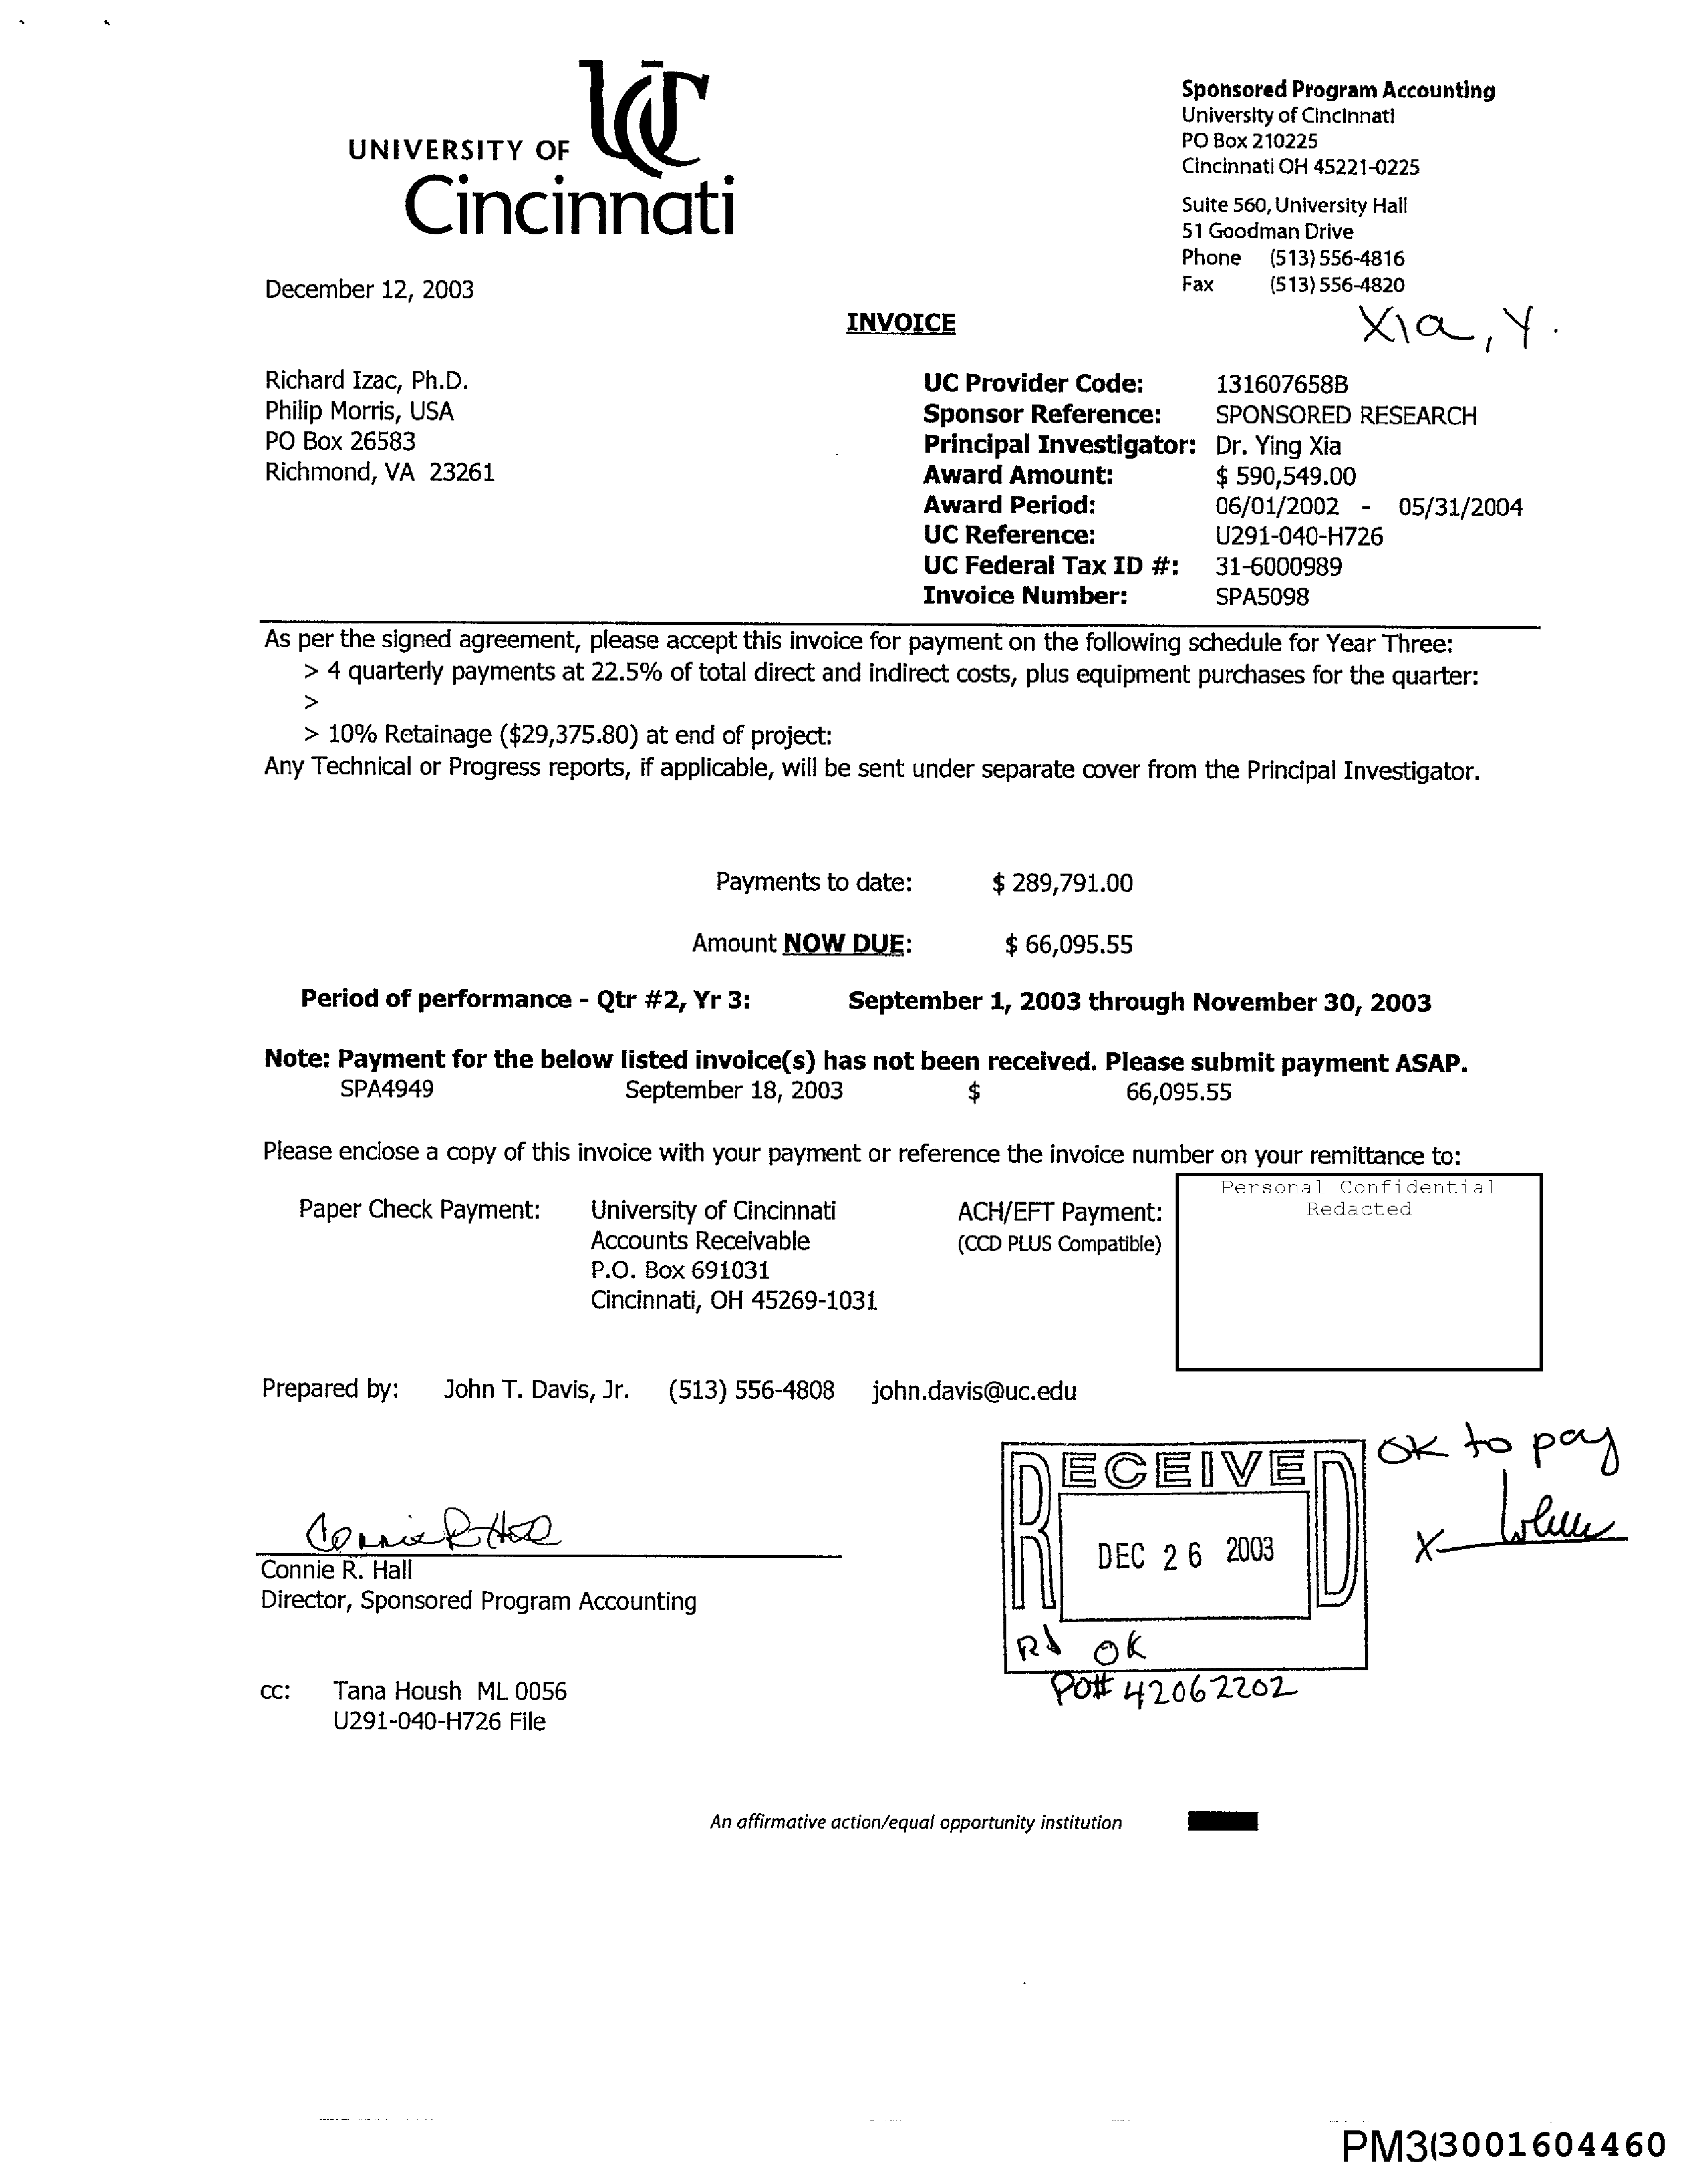 UNIVERSITY OF UC
Cincinnati
Sponsored Program Accounting
University of Cincinnati
PO Box 210225
Cincinnati OH 45221-0225
Suite 560, University Hall
51 Goodman Drive
Phone (513) 556-4816
Fax (513) 556-4820
December 12, 2003
INVOICE
Xia, Y.
Richard Izac, Ph.D.
Philip Morris, USA
PO Box 26583
Richmond, VA 23261
UC Provider Code: 131607658B
Sponsor Reference: SPONSORED RESEARCH
Principal Investigator: Dr. Ying Xia
Award Amount: $ 590,549.00
Award Period: 06/01/2002 - 05/31/2004
UC Reference: U291-040-H726
UC Federal Tax ID #: 31-6000989
Invoice Number: SPA5098
As per the signed agreement, please accept this invoice for payment on the following schedule for Year Three:
> 4 quarterly payments at 22.5% of total direct and indirect costs, plus equipment purchases for the quarter:
>
> 10% Retainage ($29,375.80) at end of project:
Any Technical or Progress reports, if applicable, will be sent under separate cover from the Principal Investigator.
Payments to date: $ 289,791.00
Amount NOW DUE: $ 66,095.55
Period of performance - Qtr #2, Yr 3: September 1, 2003 through November 30, 2003
Note: Payment for the below listed invoice(s) has not been received. Please submit payment ASAP.
SPA4949 September 18, 2003 $ 66,095.55
Please enclose a copy of this invoice with your payment or reference the invoice number on your remittance to:
Paper Check Payment: University of Cincinnati
Accounts Receivable
P.O. Box 691031
Cincinnati, OH 45269-1031
ACH/EFT Payment:
(CCD PLUS Compatible)
Personal Confidential
Redacted
Prepared by: John T. Davis, Jr. (513) 556-4808 john.davis@uc.edu
OK to pay
X
RECEIVED
DEC 26 2003
OK
PO# 42062202
Connie R Hall
Connie R. Hall
Director, Sponsored Program Accounting
cc: Tana Housh ML 0056
U291-040-H726 File
An affirmative action/equal opportunity institution
PM3(3001604460